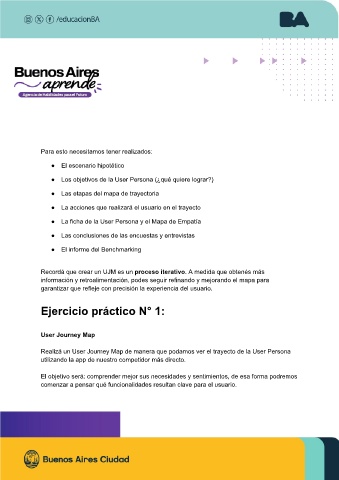 /educacionBA
BA
Buenos Aires
aprende
Agencia de Habilidades para el Futuro
Para esto necesitamos tener realizados:
● El escenario hipotético
● Los objetivos de la User Persona (¿qué quiere lograr?)
● Las etapas del mapa de trayectoria
● La acciones que realizará el usuario en el trayecto
● La ficha de la User Persona y el Mapa de Empatía
● Las conclusiones de las encuestas y entrevistas
● El informe del Benchmarking
Recordá que crear un UJM es un proceso iterativo. A medida que obtenés más
información y retroalimentación, podes seguir refinando y mejorando el mapa para
garantizar que refleje con precisión la experiencia del usuario.
Ejercicio práctico N° 1:
User Journey Map
Realizá un User Journey Map de manera que podamos ver el trayecto de la User Persona
utilizando la app de nuestro competidor más directo.
El objetivo será: comprender mejor sus necesidades y sentimientos, de esa forma podremos
comenzar a pensar qué funcionalidades resultan clave para el usuario.
Buenos Aires Ciudad